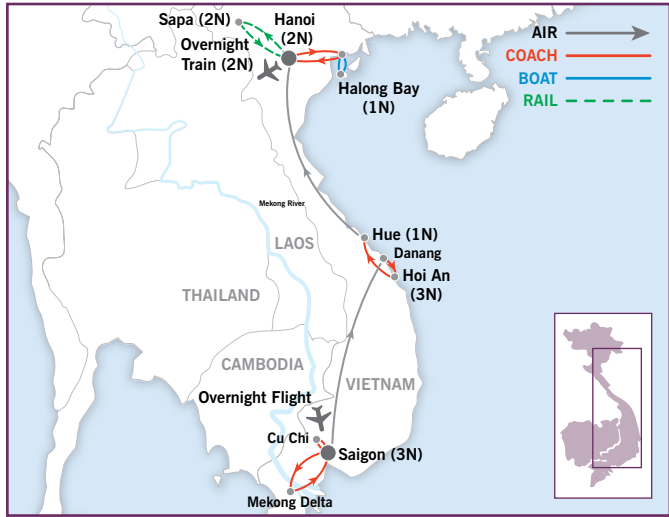 Sapa (2N)
Hanoi
(2N)
Overnight
Train (2N)
Halong Bay
(1N)
AIR
COACH
BOAT
RAIL
Mekong River
Hue (1N)
Danang
LAOS
Hoi An
(3N)
THAILAND
CAMBODIA
VIETNAM
Overnight Flight
Cu Chi
Saigon (3N)
Mekong Delta